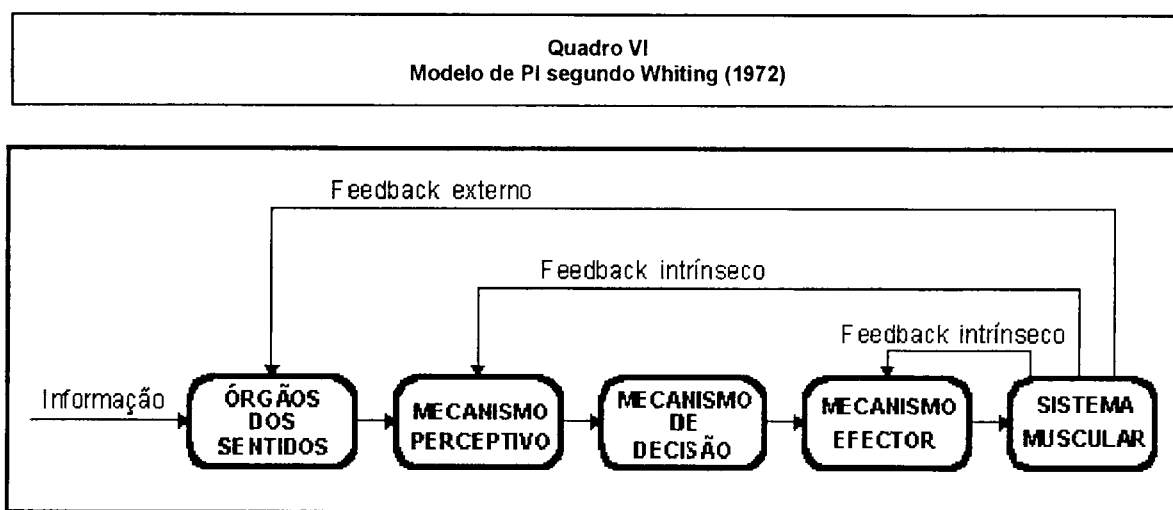 Quadro VI
Modelo de PI segundo Whiting (1972)
Feedback externo
Feedback intrínseco
Feedback intrínseco
Informação
ÓRGÃOS
DOS
SENTIDOS
MECANISMO
PERCEPTIVO
MECANISMO
DE
DECISÃO
MECANISMO
EFECTOR
SISTEMA
MUSCULAR